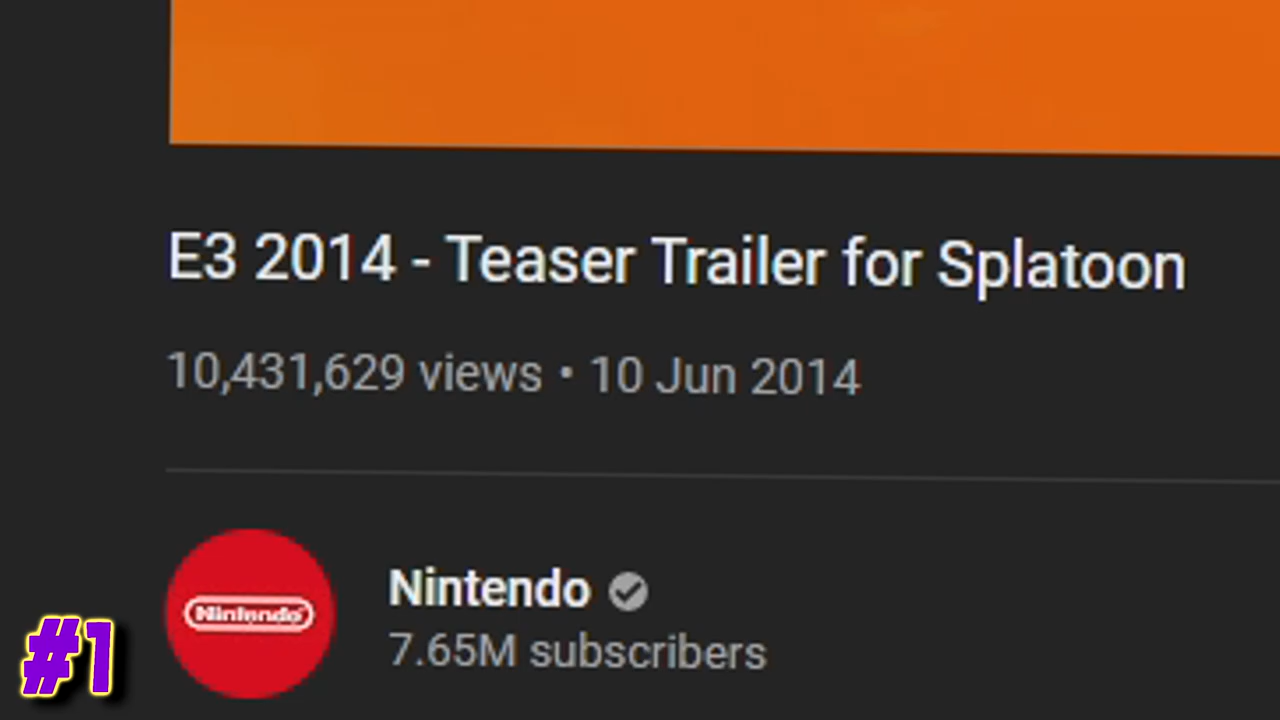 E3 2014 - Teaser Trailer for Splatoon
10,431,629 views • 10 Jun 2014
Nintendo
Nintendo
7.65M subscribers
#1